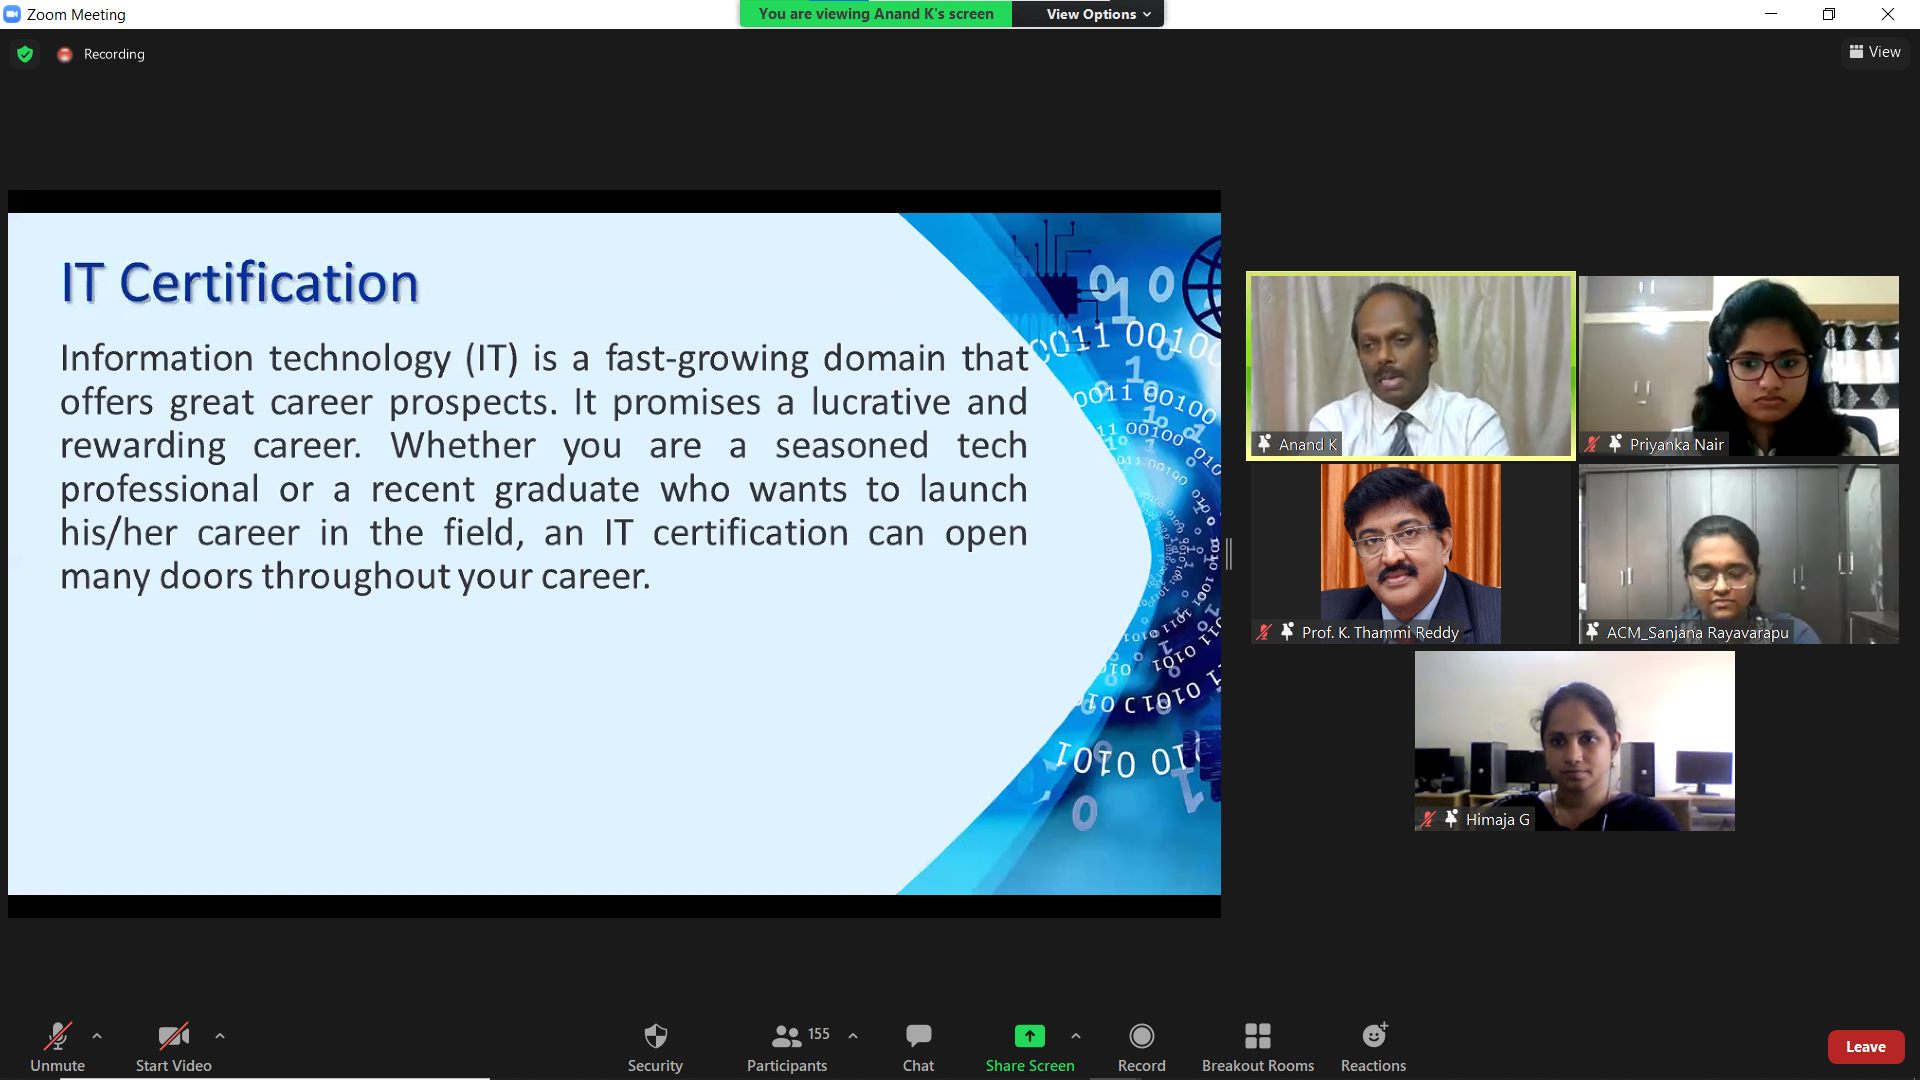 Zoom Meeting
You are viewing Anand K's screen
View Options
Recording
View
IT Certification
Information technology (IT) is a fast-growing domain that
offers great career prospects. It promises a lucrative and
rewarding career. Whether you are a seasoned tech
professional or a recent graduate who wants to launch
his/her career in the field, an IT certification can open
many doors throughout your career.
Anand K
Priyanka Nair
Prof. K. Thammi Reddy
ACM_Sanjana Rayavarapu
Himaja G
Unmute
Start Video
Security
155
Participants
Chat
Share Screen
Record
Breakout Rooms
Reactions
Leave